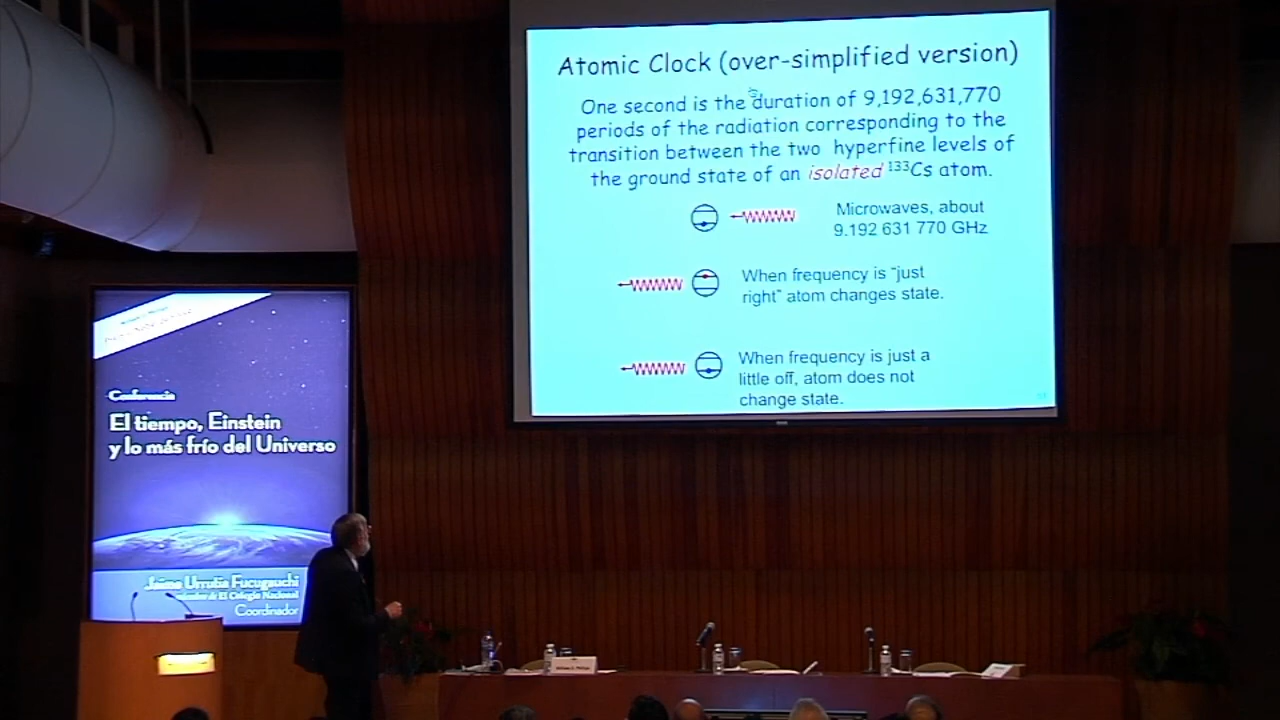 Atomic Clock (over-simplified version)
One second is the duration of 9,192,631,770
periods of the radiation corresponding to the
transition between the two hyperfine levels of
the ground state of an isolated ¹³³Cs atom.
Microwaves, about
9.192 631 770 GHz
When frequency is "just
right" atom changes state.
When frequency is just a
little off, atom does not
change state.
Conferencia
El tiempo, Einstein
y lo más frío del Universo
Jaime Urrutia Fucugauchi
de El Colegio Nacional
Coordinador